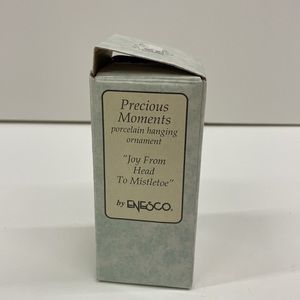 Precious
Moments
porcelain hanging
ornament
"Joy From
Head
To Mistletoe"
by ENESCO.